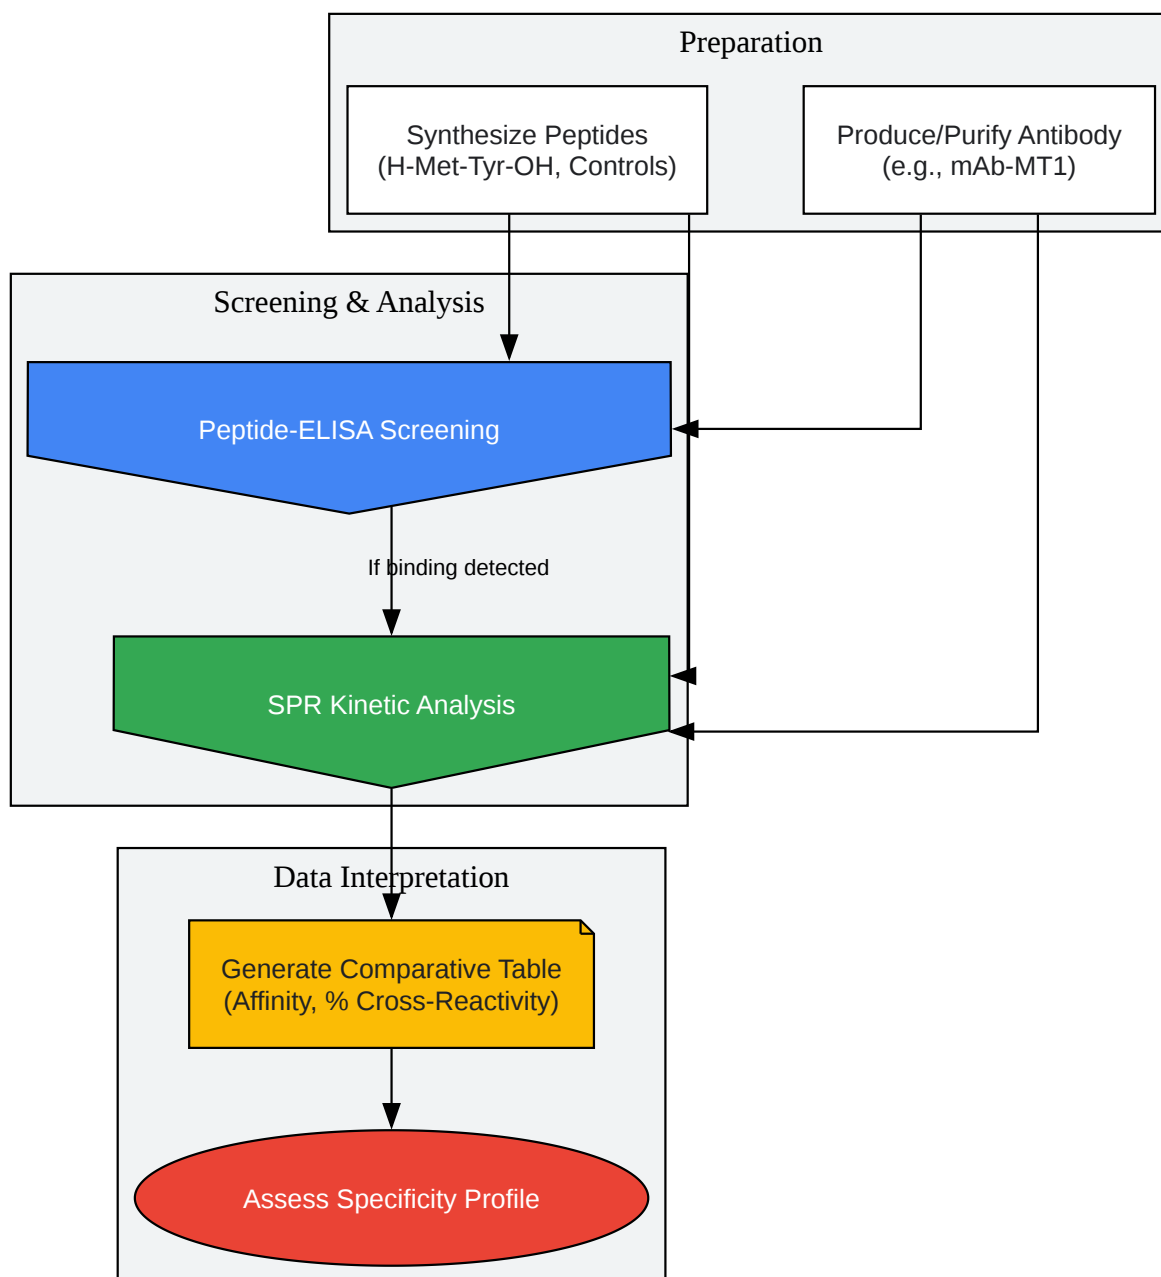 Preparation
Synthesize Peptides
(H-Met-Tyr-OH, Controls)
Produce/Purify Antibody
(e.g., mAb-MT1)
Screening & Analysis
Peptide-ELISA Screening
If binding detected
SPR Kinetic Analysis
Data Interpretation
Generate Comparative Table
(Affinity, % Cross-Reactivity)
Assess Specificity Profile